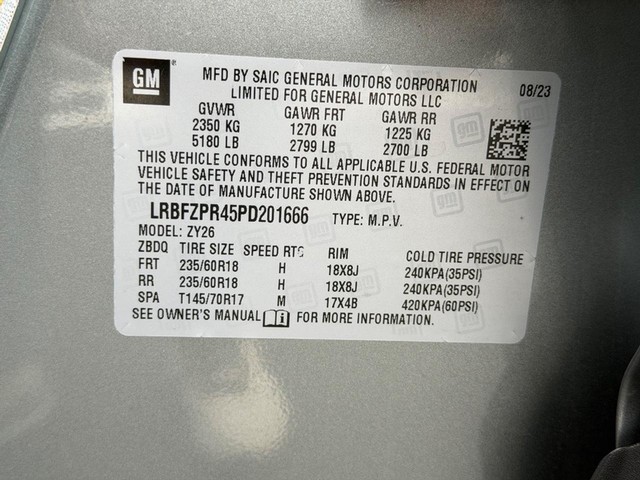 GM
MFD BY SAIC GENERAL MOTORS CORPORATION 08/23
LIMITED FOR GENERAL MOTORS LLC
GVWR GAWR FRT GAWR RR
2350 KG 1270 KG 1225 KG
5180 LB 2799 LB 2700 LB
THIS VEHICLE CONFORMS TO ALL APPLICABLE U.S. FEDERAL MOTOR
VEHICLE SAFETY AND THEFT PREVENTION STANDARDS IN EFFECT ON
THE DATE OF MANUFACTURE SHOWN ABOVE.
LRBFZPR45PD201666 TYPE: M.P.V.
MODEL: ZY26
ZBDQ TIRE SIZE SPEED RTG RIM COLD TIRE PRESSURE
FRT 235/60R18 H 18X8J 240KPA(35PSI)
RR 235/60R18 H 18X8J 240KPA(35PSI)
SPA T145/70R17 M 17X4B 420KPA(60PSI)
SEE OWNER'S MANUAL i FOR MORE INFORMATION.